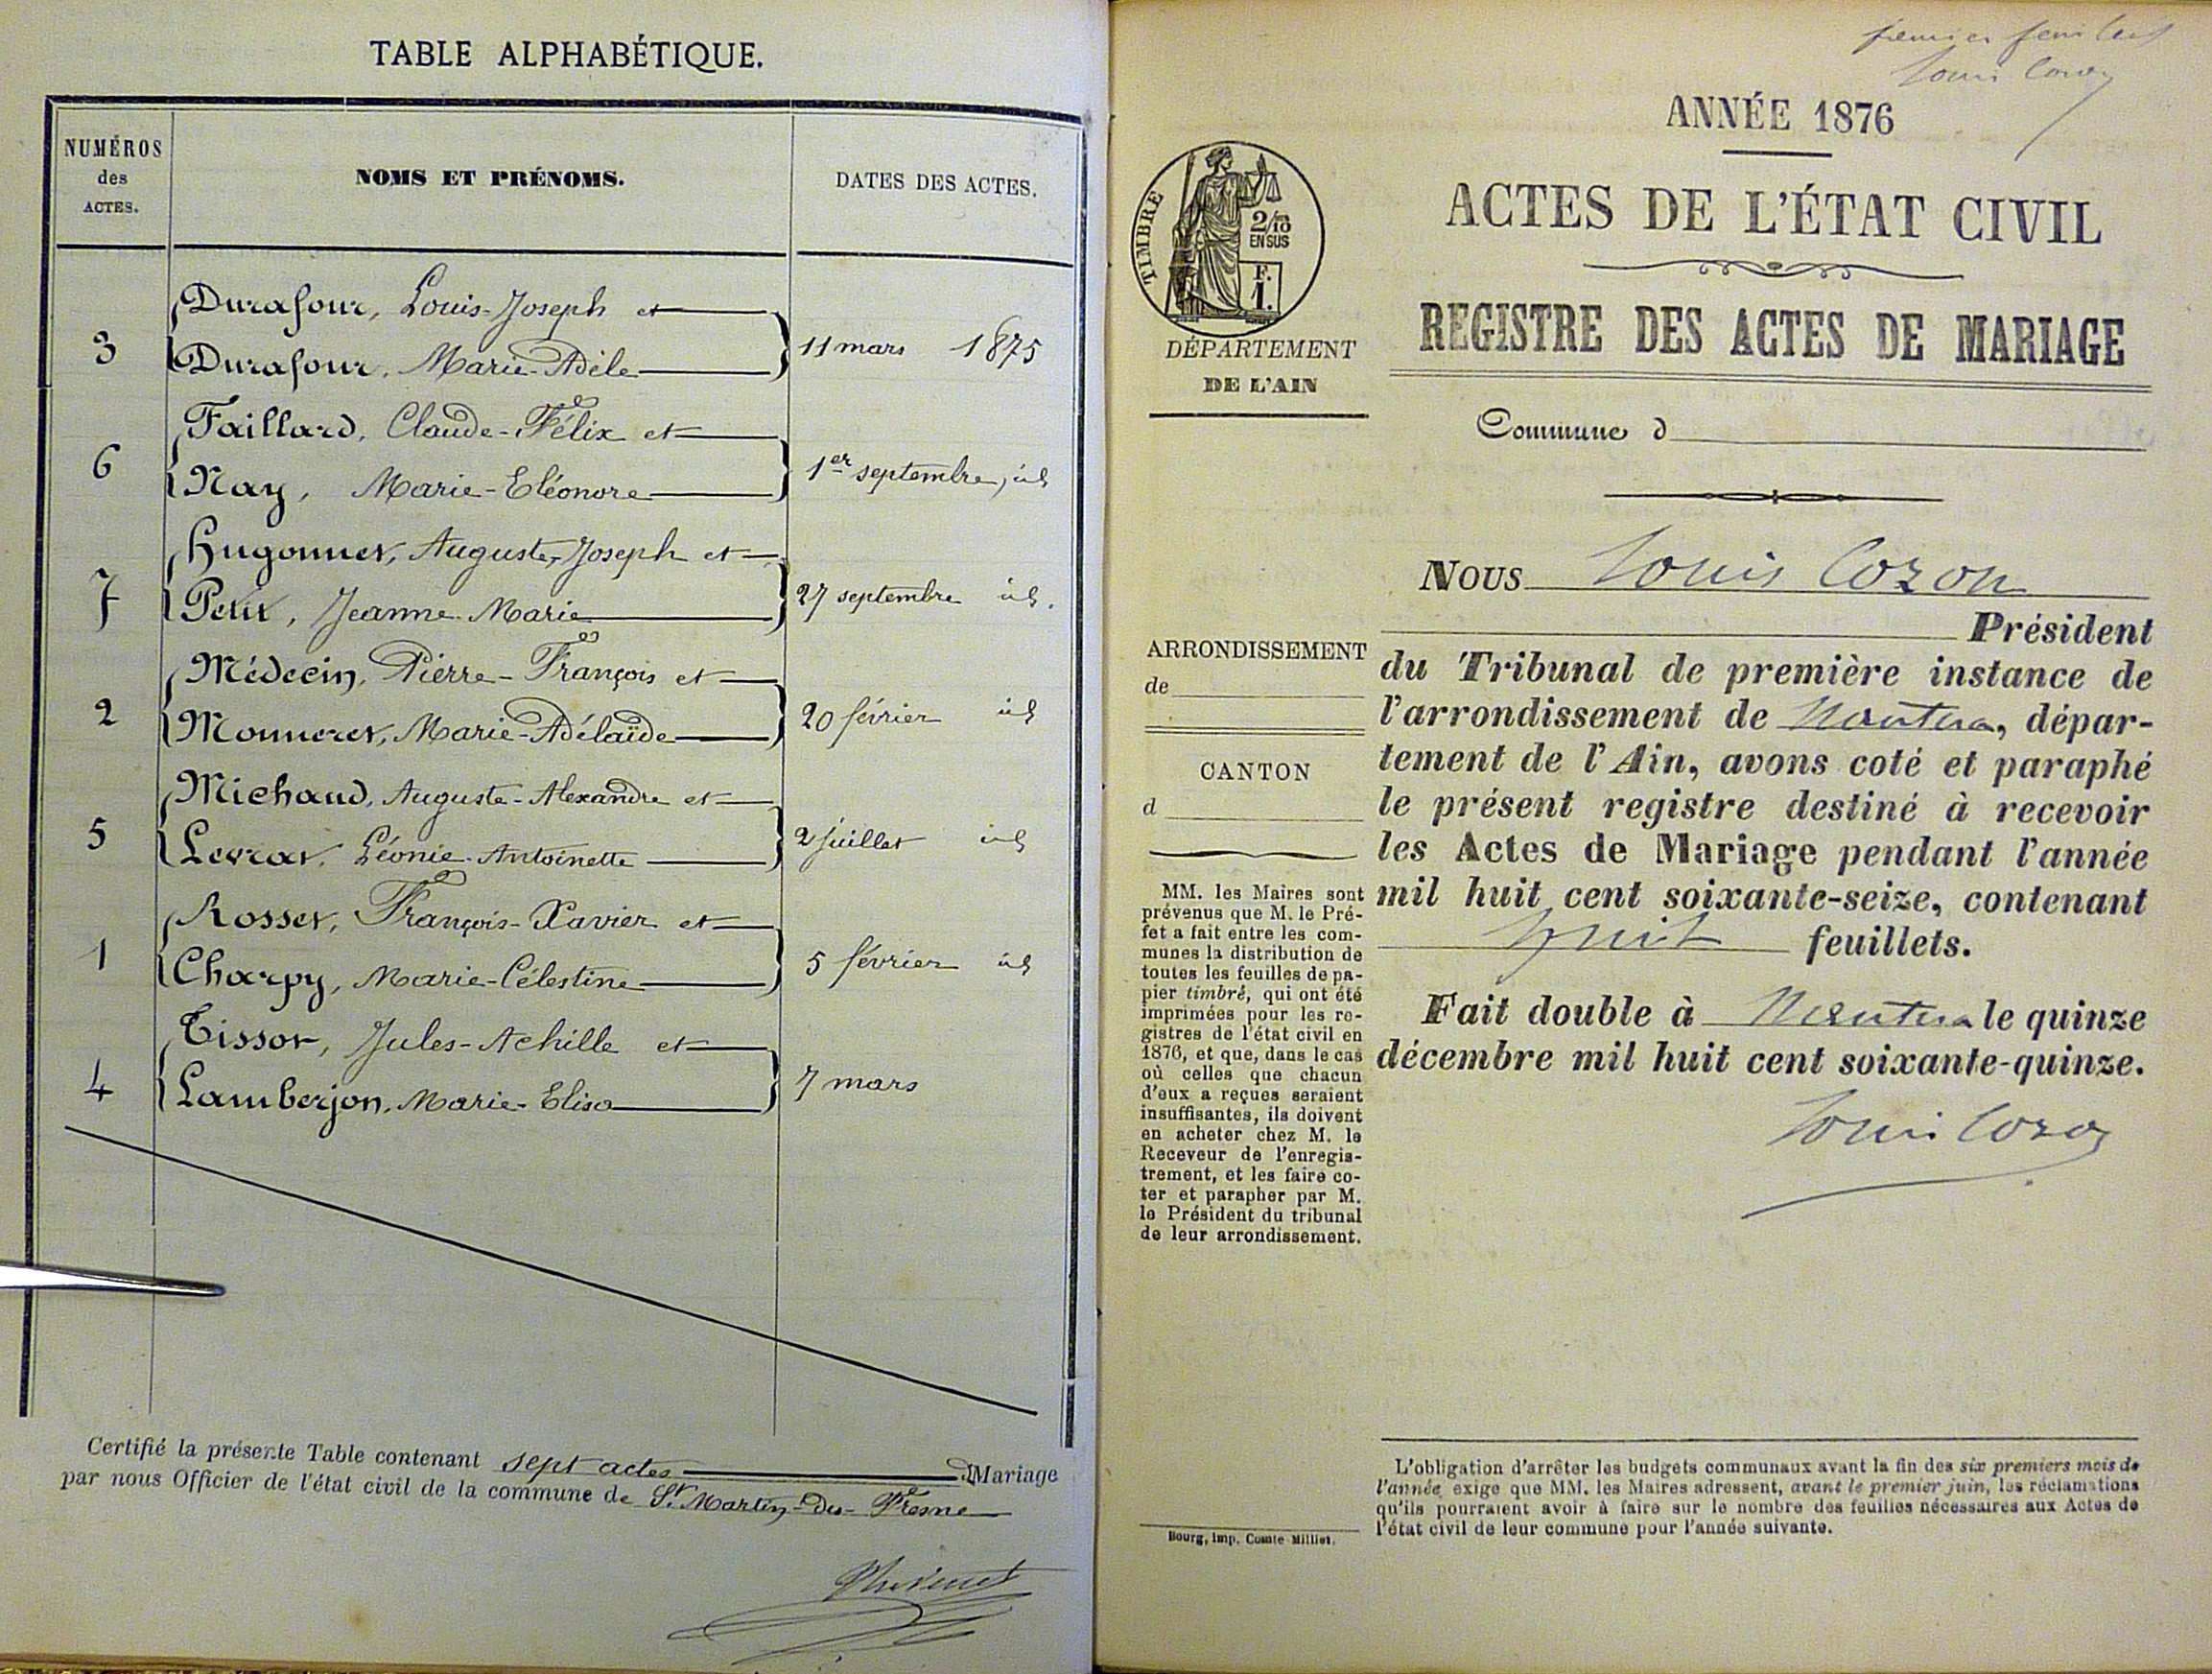 TABLE ALPHABÉTIQUE.
NUMÉROS
des
ACTES.
NOMS ET PRÉNOMS.
DATES DES ACTES.
Durafour, Louis-Joseph et
3 Durafour, Marie-Adèle 11 mars 1875
Faillard, Claude-Félix et
6 Nay, Marie-Eléonore 1er septembre, id
Hugonnet, Auguste-Joseph et
7 Petit, Jeanne-Marie 27 septembre id.
Médecin, Pierre-François et
2 Monneret, Marie-Adélaïde 20 février id
Michaud, Auguste-Alexandre et
5 Levrat, Léonie-Antoinette 2 juillet id
Rosset, François-Xavier et
1 Charpy, Marie-Célestine 5 février id
Tissot, Jules-Achille et
4 Lamberjon, Marie-Elisa 7 mars
Certifié la présente Table contenant sept actes d Mariage
par nous Officier de l'état civil de la commune de St Martin-du-Fresne
premier feuillet
Louis Cozon
ANNÉE 1876
TIMBRE
2/10
EN SUS
F.
1.
DÉPARTEMENT
DE L'AIN
ACTES DE L'ÉTAT CIVIL
REGISTRE DES ACTES DE MARIAGE
Commune d
ARRONDISSEMENT
de
CANTON
d
MM. les Maires sont
prévenus que M. le Pré-
fet a fait entre les com-
munes la distribution de
toutes les feuilles de pa-
pier timbré, qui ont été
imprimées pour les re-
gistres de l'état civil en
1876, et que, dans le cas
où celles que chacun
d'eux a reçues seraient
insuffisantes, ils doivent
en acheter chez M. le
Receveur de l'enregis-
trement, et les faire co-
ter et parapher par M.
le Président du tribunal
de leur arrondissement.
Bourg, imp. Comte-Milliet.
NOUS Louis Cozon
Président
du Tribunal de première instance de
l'arrondissement de Nantua, dépar-
tement de l'Ain, avons coté et paraphé
le présent registre destiné à recevoir
les Actes de Mariage pendant l'année
mil huit cent soixante-seize, contenant
huit feuillets.
Fait double à Nantua le quinze
décembre mil huit cent soixante-quinze.
Louis Cozon
L'obligation d'arrêter les budgets communaux avant la fin des six premiers mois de
l'année exige que MM. les Maires adressent, avant le premier juin, les réclamations
qu'ils pourraient avoir à faire sur le nombre des feuilles nécessaires aux Actes de
l'état civil de leur commune pour l'année suivante.